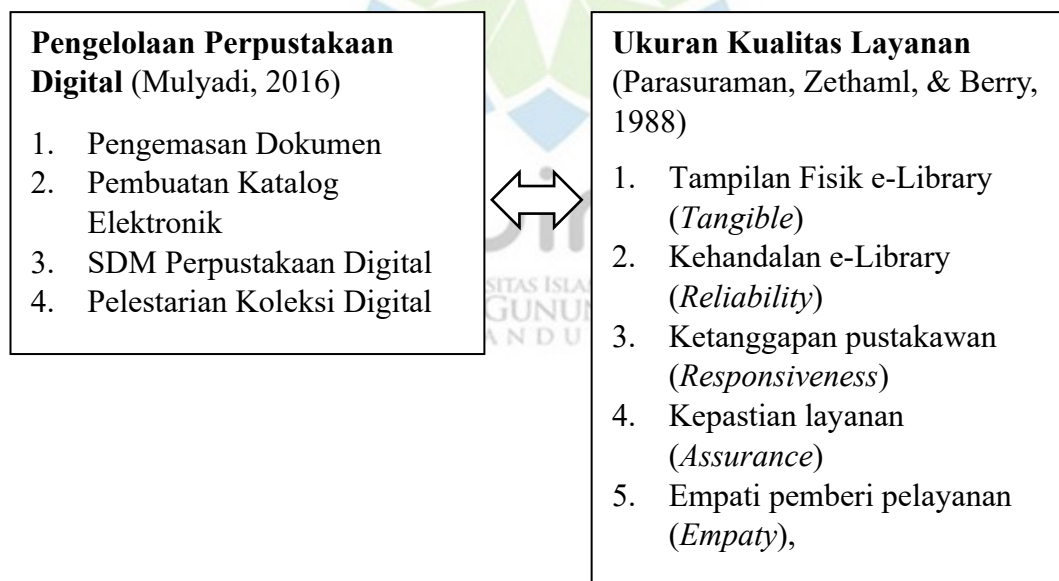 Pengelolaan Perpustakaan
Digital (Mulyadi, 2016)
1. Pengemasan Dokumen
2. Pembuatan Katalog
Elektronik
3. SDM Perpustakaan Digital
4. Pelestarian Koleksi Digital
Ukuran Kualitas Layanan
(Parasuraman, Zethaml, & Berry,
1988)
1. Tampilan Fisik e-Library
(Tangible)
2. Kehandalan e-Library
(Reliability)
3. Ketanggapan pustakawan
(Responsiveness)
4. Kepastian layanan
(Assurance)
5. Empati pemberi pelayanan
(Empaty),